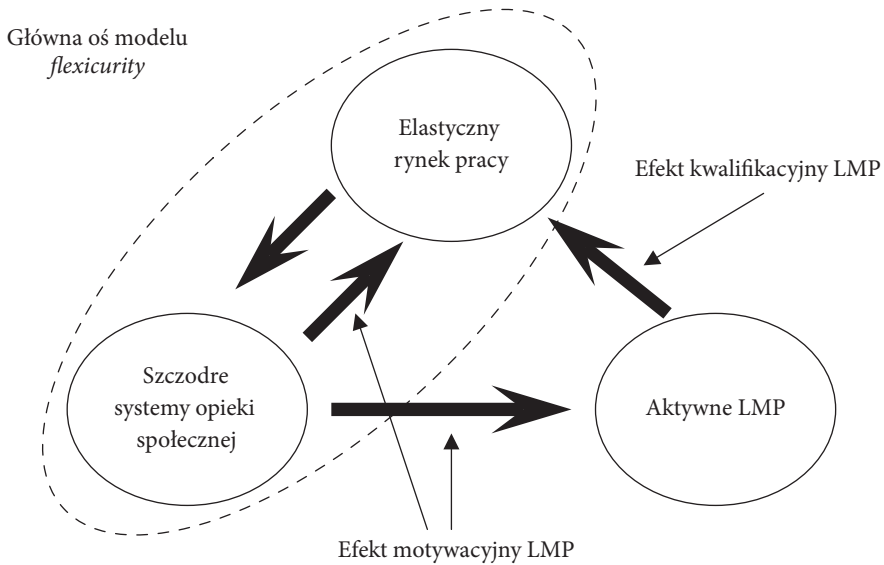 Główna oś modelu
flexicurity
Elastyczny
rynek pracy
Efekt kwalifikacyjny LMP
Szczodre
systemy opieki
społecznej
Aktywne LMP
Efekt motywacyjny LMP